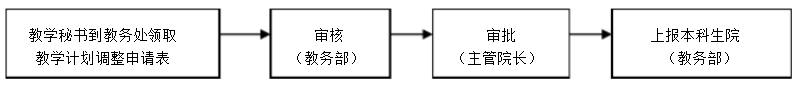 教学秘书到教务处领取
教学计划调整申请表
审核
（教务部）
审批
（主管院长）
上报本科生院
（教务部）